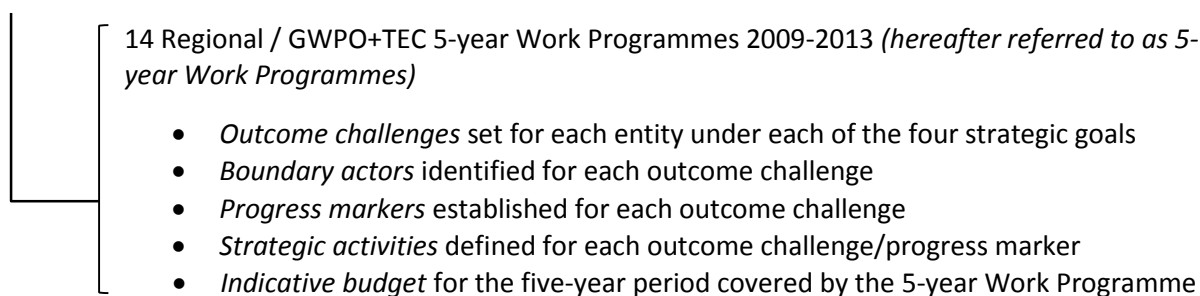 14 Regional / GWPO+TEC 5-year Work Programmes 2009-2013 (hereafter referred to as 5-
year Work Programmes)
• Outcome challenges set for each entity under each of the four strategic goals
• Boundary actors identified for each outcome challenge
• Progress markers established for each outcome challenge
• Strategic activities defined for each outcome challenge/progress marker
• Indicative budget for the five-year period covered by the 5-year Work Programme